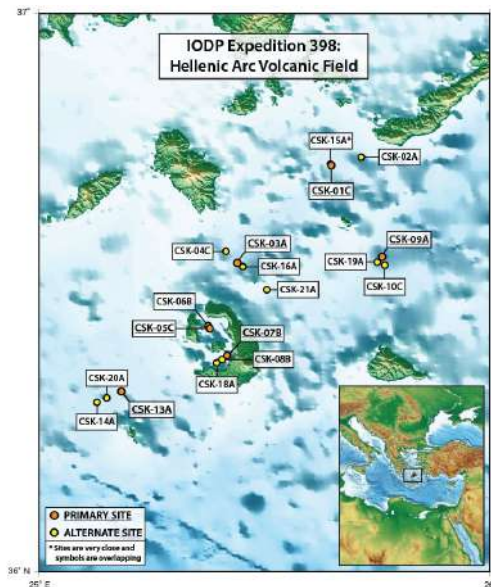 37° N
IODP Expedition 398:
Hellenic Arc Volcanic Field
CSK-15A*
CSK-02A
CSK-01C
CSK-04C
CSK-03A
CSK-09A
CSK-16A
CSK-19A
CSK-10C
CSK-21A
CSK-06B
CSK-05C
CSK-07B
CSK-08B
CSK-18A
CSK-20A
CSK-13A
CSK-14A
PRIMARY SITE
ALTERNATE SITE
* Sites are very close and
symbols are overlapping
36° N
25° E